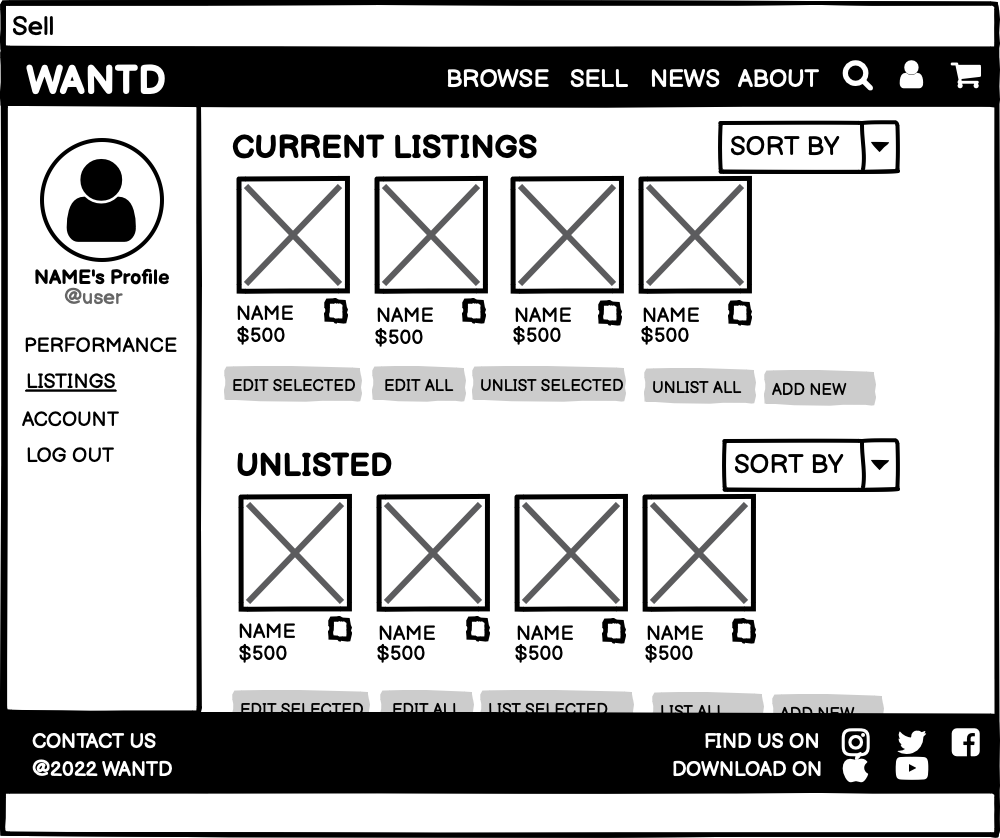 Sell
WANTD BROWSE SELL NEWS ABOUT
NAME's Profile
@user
PERFORMANCE
LISTINGS
ACCOUNT
LOG OUT
CURRENT LISTINGS SORT BY
NAME NAME NAME NAME
$500 $500 $500 $500
EDIT SELECTED EDIT ALL UNLIST SELECTED UNLIST ALL ADD NEW
UNLISTED SORT BY
NAME NAME NAME NAME
$500 $500 $500 $500
EDIT SELECTED EDIT ALL LIST SELECTED LIST ALL ADD NEW
CONTACT US FIND US ON
@2022 WANTD DOWNLOAD ON